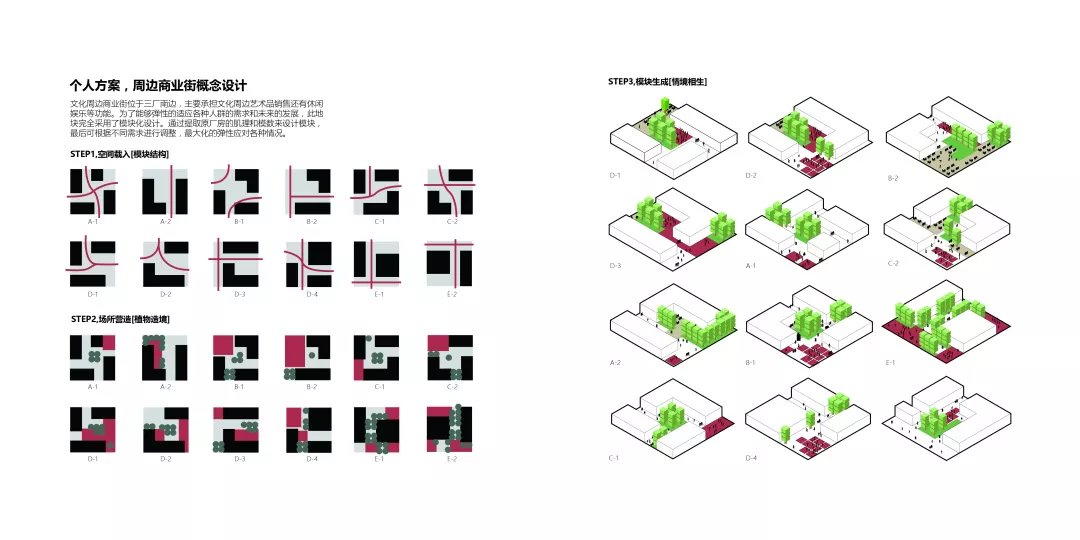 个人方案，周边商业街概念设计
文化周边商业街位于三厂南边，主要承担文化周边艺术品销售还有休闲
娱乐等功能。为了能够弹性的适应各种人群的需求和未来的发展，此地
块完全采用了模块化设计。通过提取原厂房的肌理和模数来设计模块，
最后可根据不同需求进行调整，最大化的弹性应对各种情况。
STEP1,空间载入[模块结构]
A-1 A-2 B-1 B-2 C-1 C-2
D-1 D-2 D-3 D-4 E-1 E-2
STEP2,场所营造[植物造境]
A-1 A-2 B-1 B-2 C-1 C-2
D-1 D-2 D-3 D-4 E-1 E-2
STEP3,模块生成[情境相生]
D-1 D-2 B-2
D-3 A-1 C-2
A-2 B-1 E-1
C-1 D-4